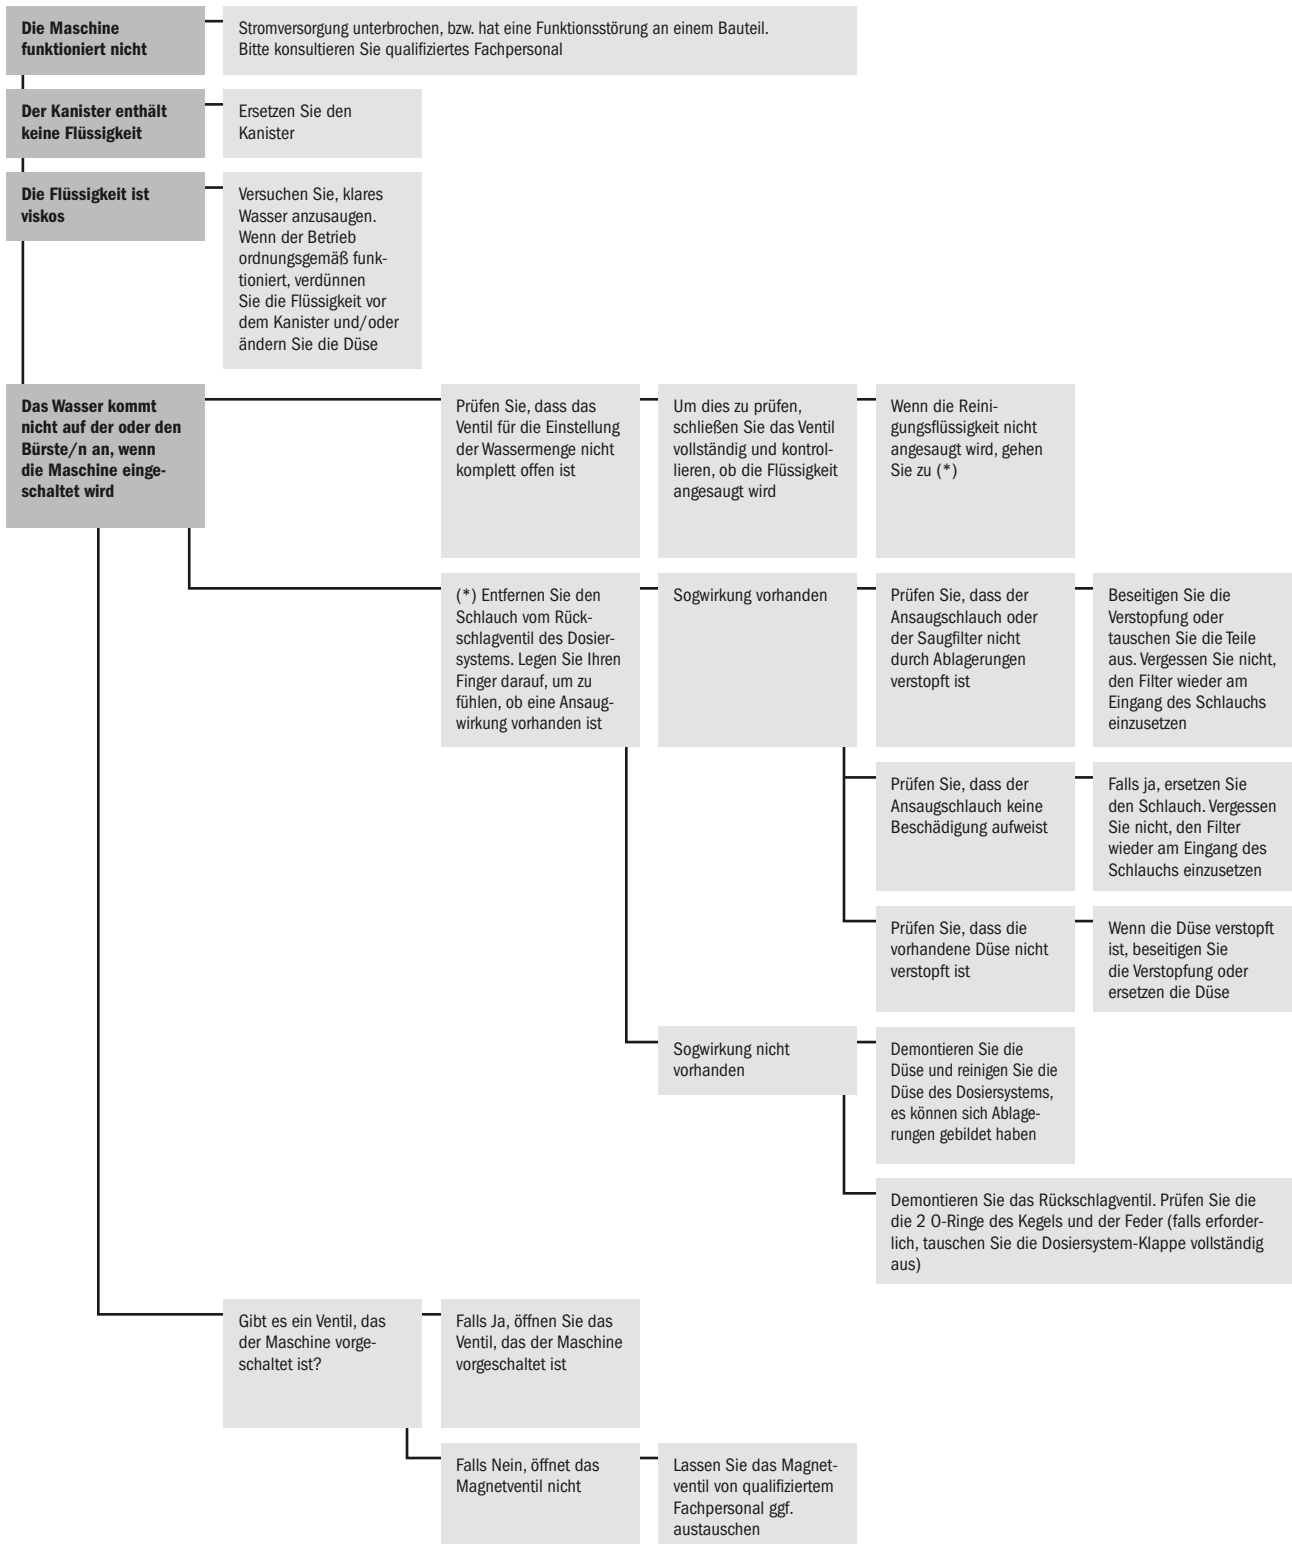 Die Maschine
funktioniert nicht
Stromversorgung unterbrochen, bzw. hat eine Funktionsstörung an einem Bauteil.
Bitte konsultieren Sie qualifiziertes Fachpersonal
Der Kanister enthält
keine Flüssigkeit
Ersetzen Sie den
Kanister
Die Flüssigkeit ist
viskos
Versuchen Sie, klares
Wasser anzusaugen.
Wenn der Betrieb
ordnungsgemäß funk-
tioniert, verdünnen
Sie die Flüssigkeit vor
dem Kanister und/oder
ändern Sie die Düse
Das Wasser kommt
nicht auf der oder den
Bürste/n an, wenn
die Maschine einge-
schaltet wird
Prüfen Sie, dass das
Ventil für die Einstellung
der Wassermenge nicht
komplett offen ist
Um dies zu prüfen,
schließen Sie das Ventil
vollständig und kontrol-
lieren, ob die Flüssigkeit
angesaugt wird
Wenn die Reini-
gungsflüssigkeit nicht
angesaugt wird, gehen
Sie zu (*)
(*) Entfernen Sie den
Schlauch vom Rück-
schlagventil des Dosier-
systems. Legen Sie Ihren
Finger darauf, um zu
fühlen, ob eine Ansaug-
wirkung vorhanden ist
Sogwirkung vorhanden
Prüfen Sie, dass der
Ansaugschlauch oder
der Saugfilter nicht
durch Ablagerungen
verstopft ist
Beseitigen Sie die
Verstopfung oder
tauschen Sie die Teile
aus. Vergessen Sie nicht,
den Filter wieder am
Eingang des Schlauchs
einzusetzen
Prüfen Sie, dass der
Ansaugschlauch keine
Beschädigung aufweist
Falls ja, ersetzen Sie
den Schlauch. Vergessen
Sie nicht, den Filter
wieder am Eingang des
Schlauchs einzusetzen
Prüfen Sie, dass die
vorhandene Düse nicht
verstopft ist
Wenn die Düse verstopft
ist, beseitigen Sie
die Verstopfung oder
ersetzen die Düse
Sogwirkung nicht
vorhanden
Demontieren Sie die
Düse und reinigen Sie die
Düse des Dosiersystems,
es können sich Ablage-
rungen gebildet haben
Demontieren Sie das Rückschlagventil. Prüfen Sie die
die 2 O-Ringe des Kegels und der Feder (falls erforder-
lich, tauschen Sie die Dosiersystem-Klappe vollständig
aus)
Gibt es ein Ventil, das
der Maschine vorge-
schaltet ist?
Falls Ja, öffnen Sie das
Ventil, das der Maschine
vorgeschaltet ist
Falls Nein, öffnet das
Magnetventil nicht
Lassen Sie das Magnet-
ventil von qualifiziertem
Fachpersonal ggf.
austauschen